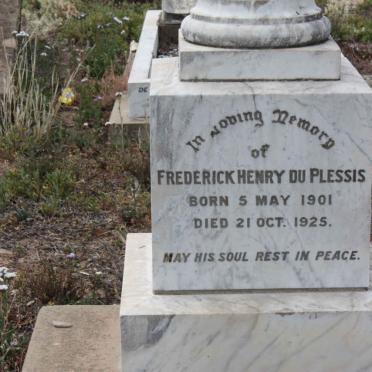 In Loving Memory
of
FREDERICK HENRY DU PLESSIS
BORN 5 MAY 1901
DIED 21 OCT. 1925.
MAY HIS SOUL REST IN PEACE.